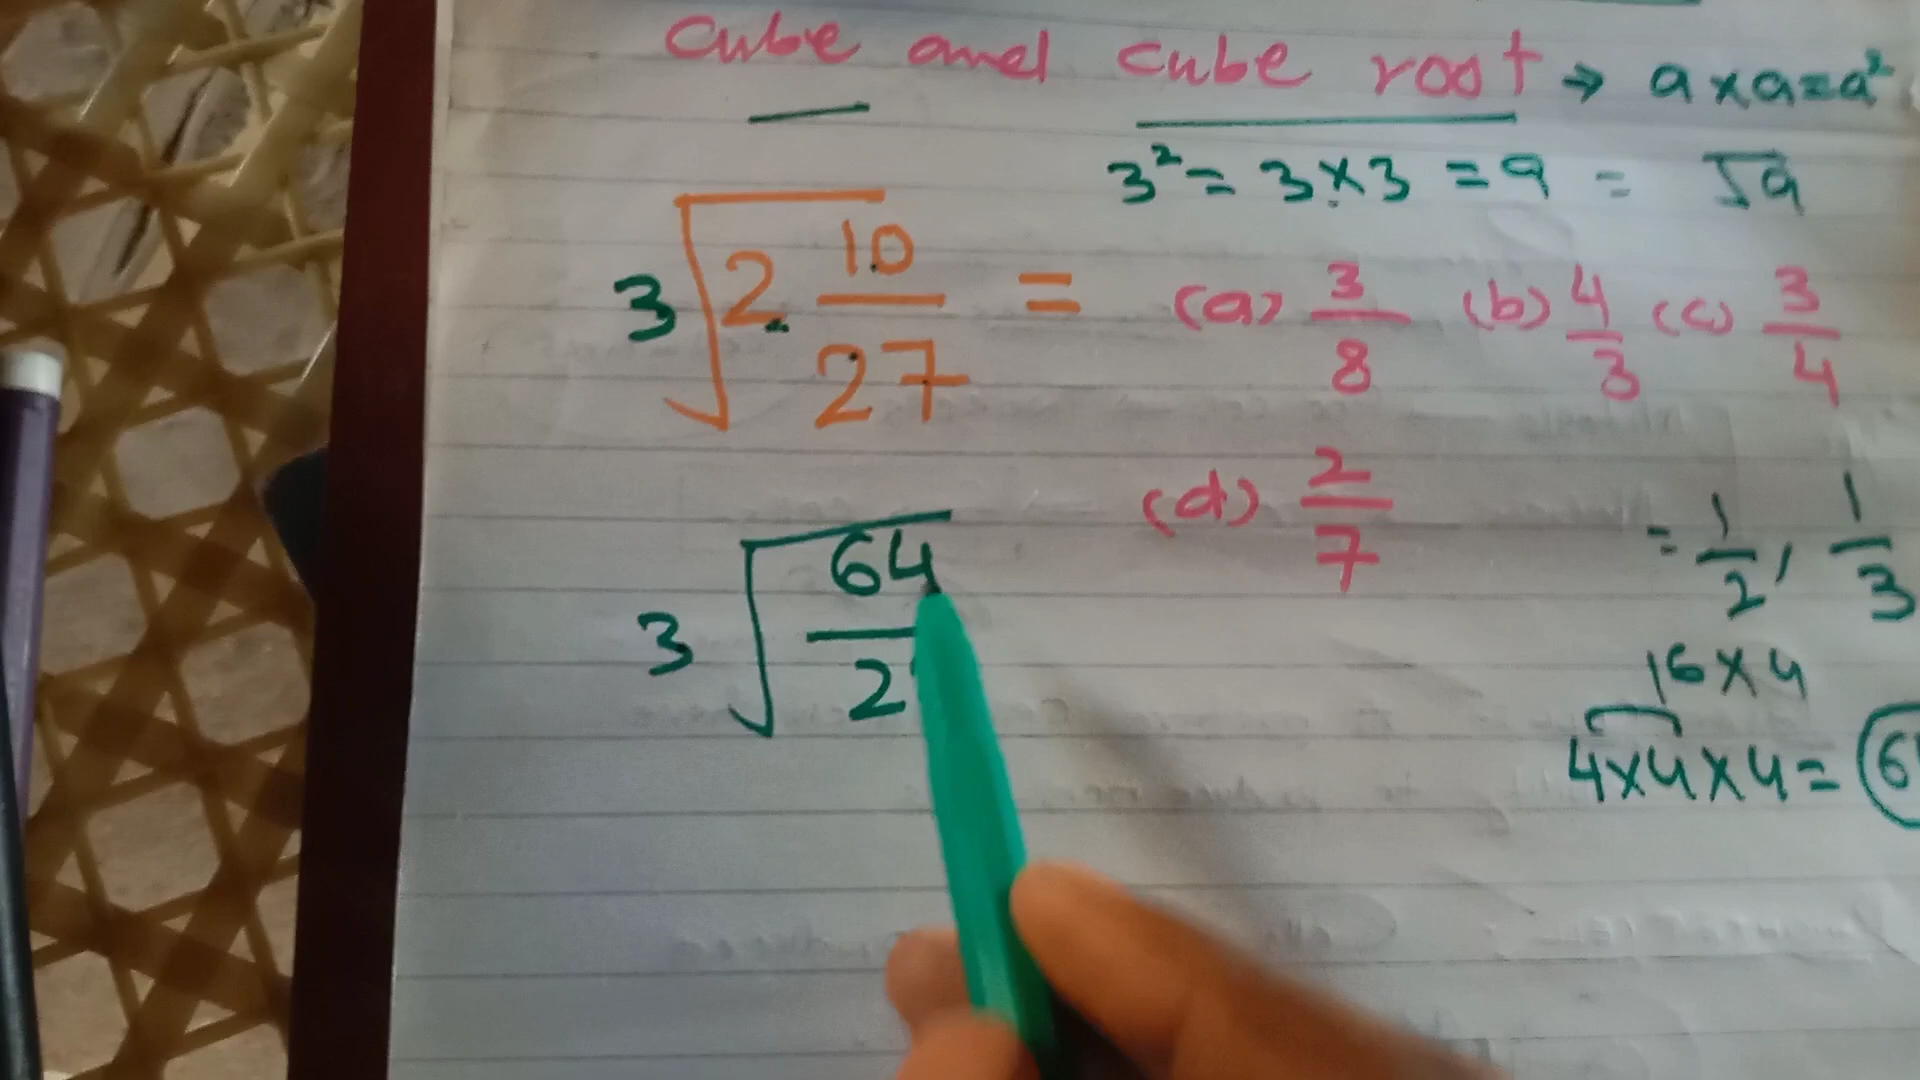 Cube and cube root → a×a=a²
3² = 3×3 = 9 = √9
3√2 10/27 = (a) 3/8 (b) 4/3 (c) 3/4
(d) 2/7
= 1/2, 1/3
3√64/2
16×4
4×4×4=